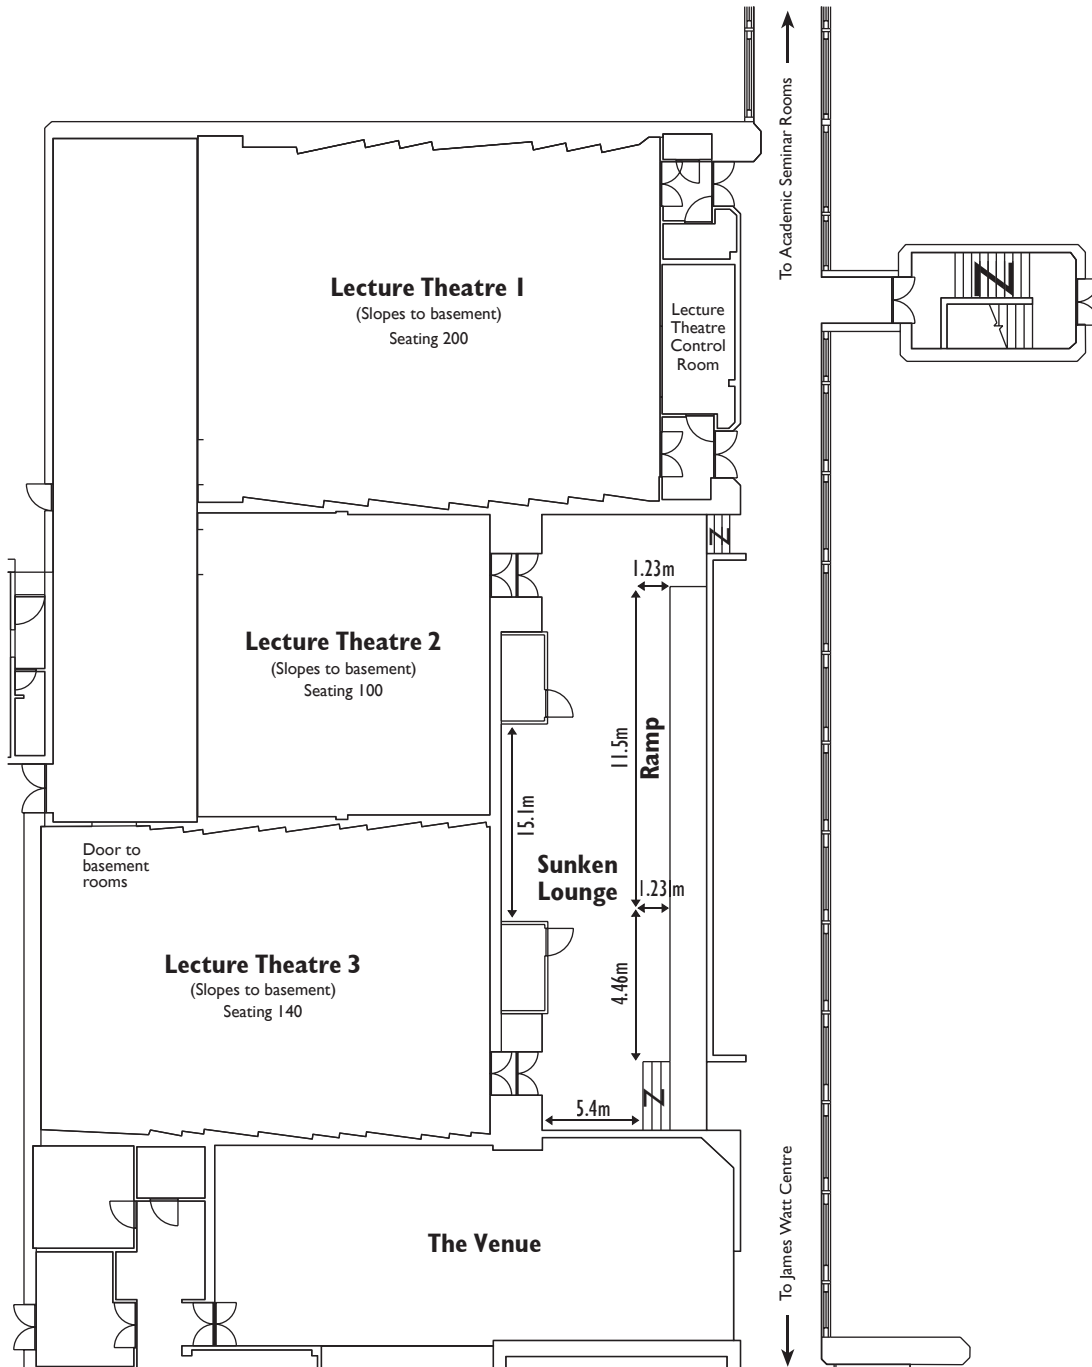 To Academic Seminar Rooms
Lecture Theatre 1
(Slopes to basement)
Seating 200
Lecture
Theatre
Control
Room
1.23m
Lecture Theatre 2
(Slopes to basement)
Seating 100
11.5m
Ramp
15.1m
Door to
basement
rooms
Sunken
Lounge
1.231m
Lecture Theatre 3
(Slopes to basement)
Seating 140
4.46m
5.4m
To James Watt Centre
The Venue